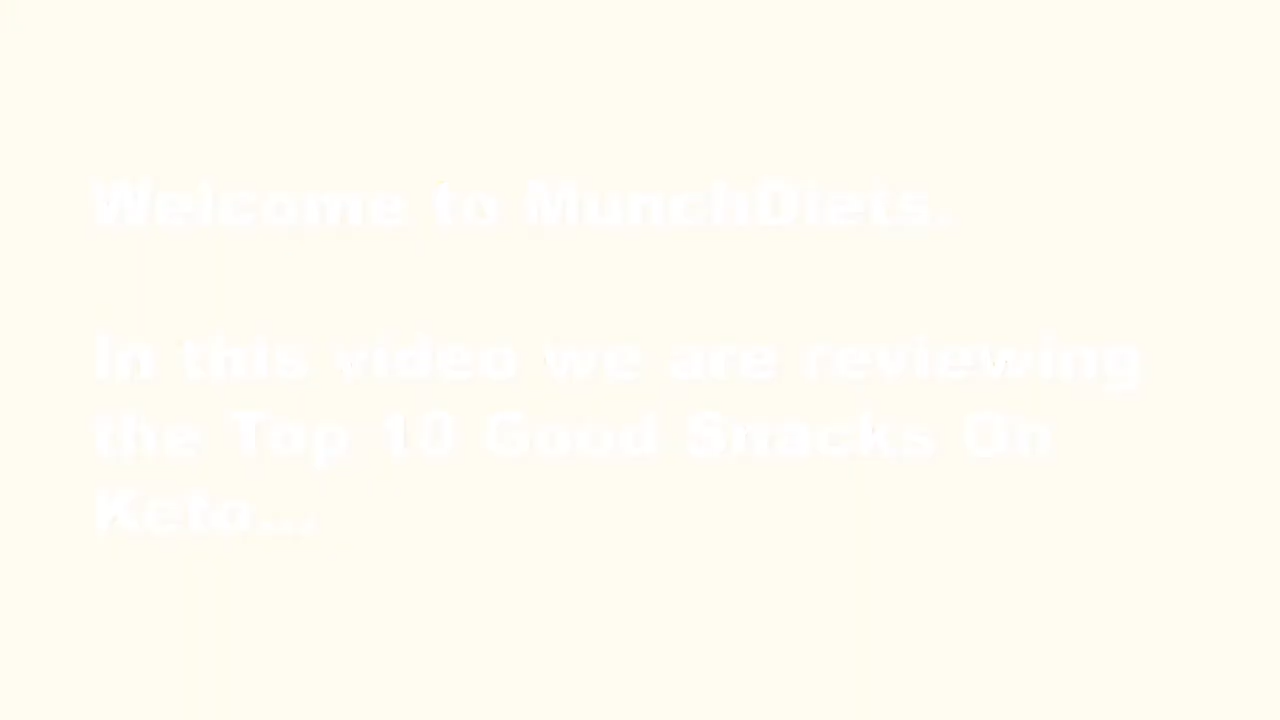 Welcome to MunchDiets.
In this video we are reviewing
the Top 10 Good Snacks On
Keto...